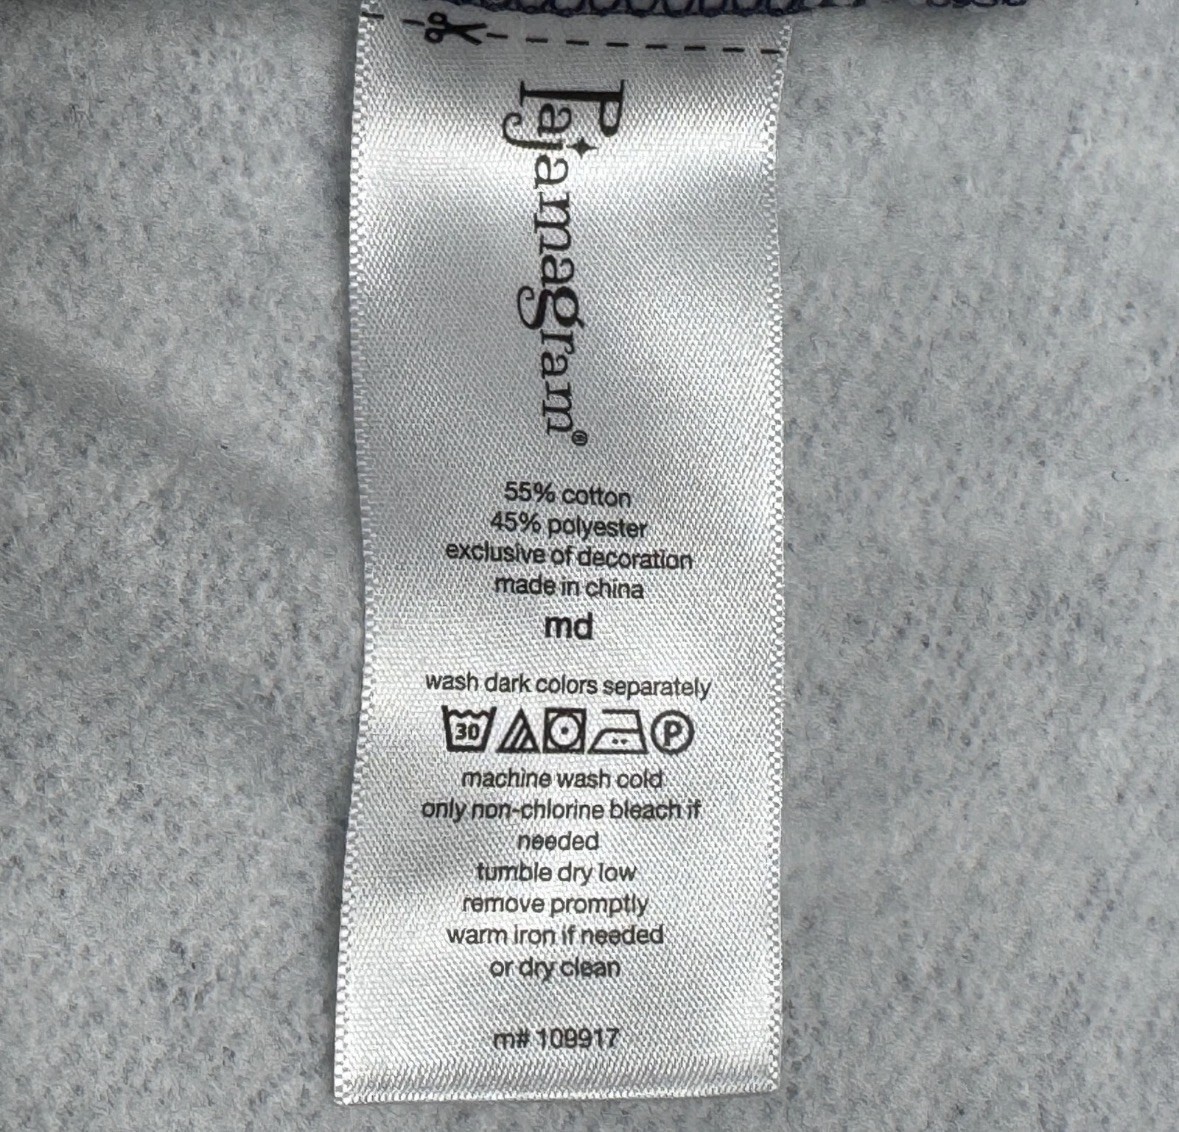 Pajamagram®
55% cotton
45% polyester
exclusive of decoration
made in china
md
wash dark colors separately
30 P
machine wash cold
only non-chlorine bleach if
needed
tumble dry low
remove promptly
warm iron if needed
or dry clean
m# 109917